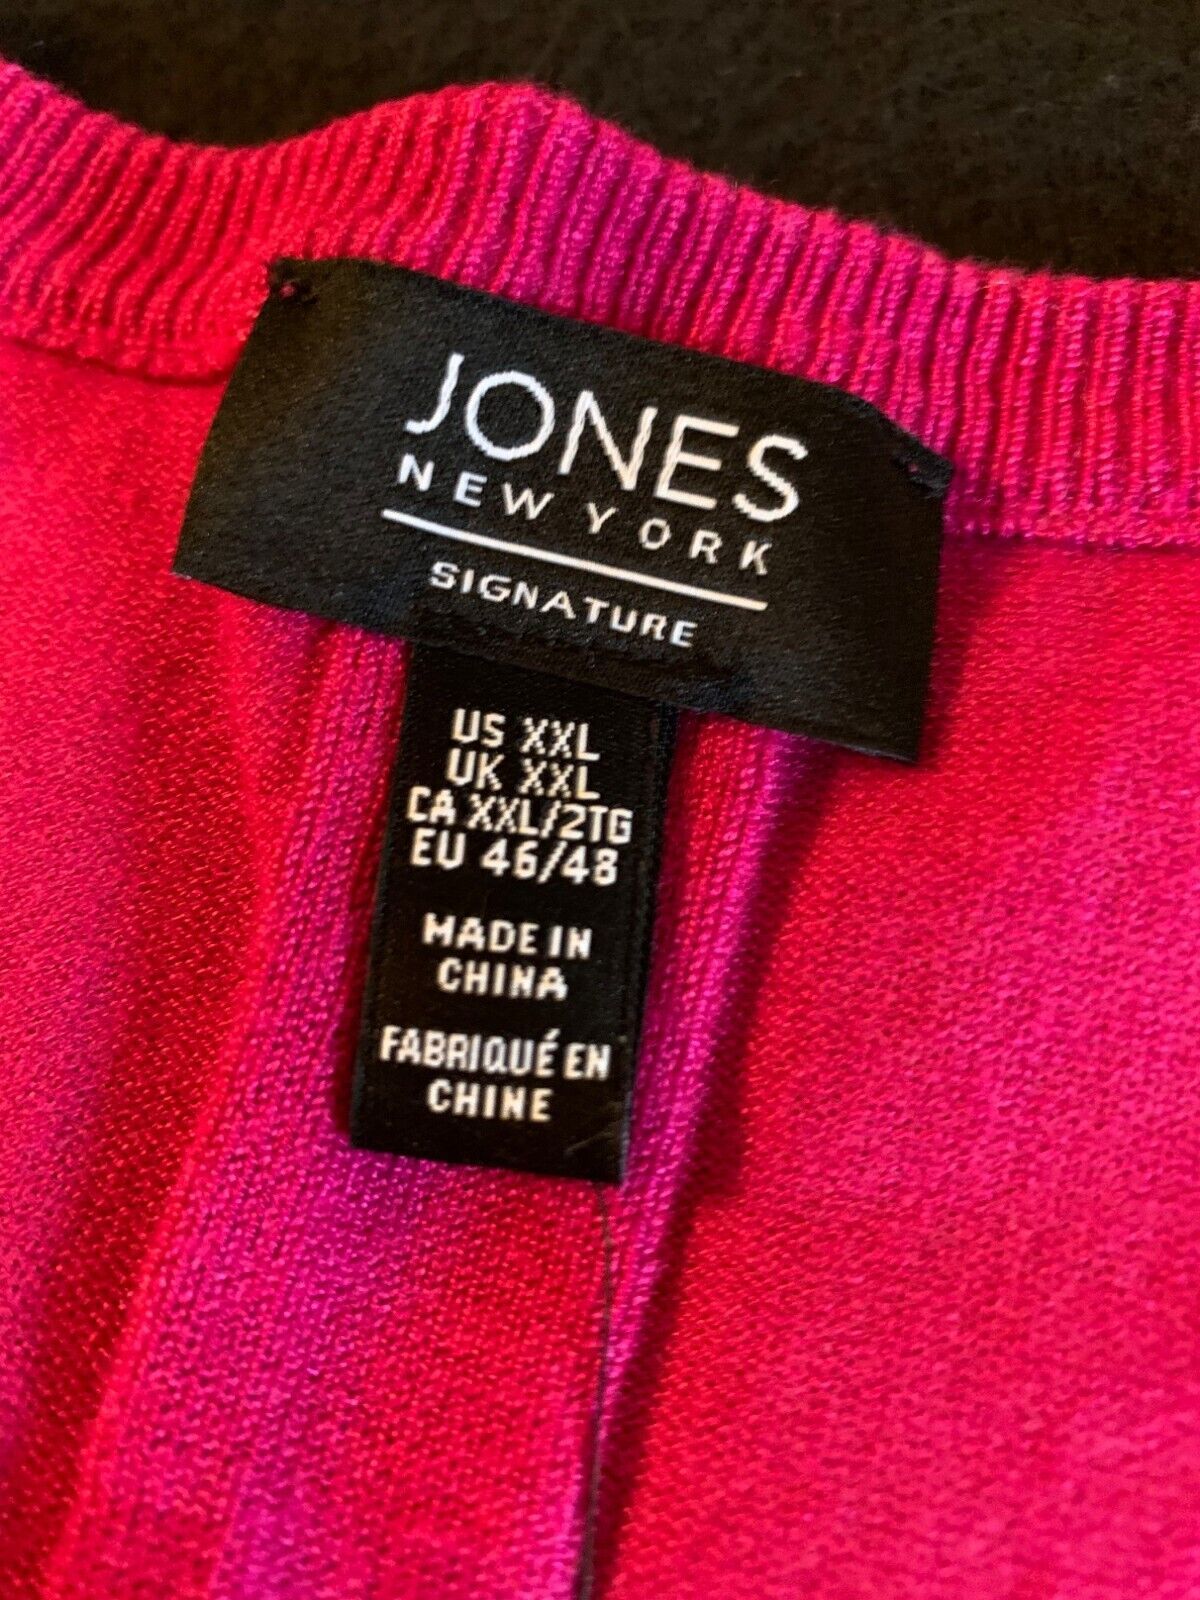 JONES
NEW YORK
SIGNATURE
US XXL
UK XXL
CA XXL/2TG
EU 46/48
MADE IN
CHINA
FABRIQUÉ EN
CHINE